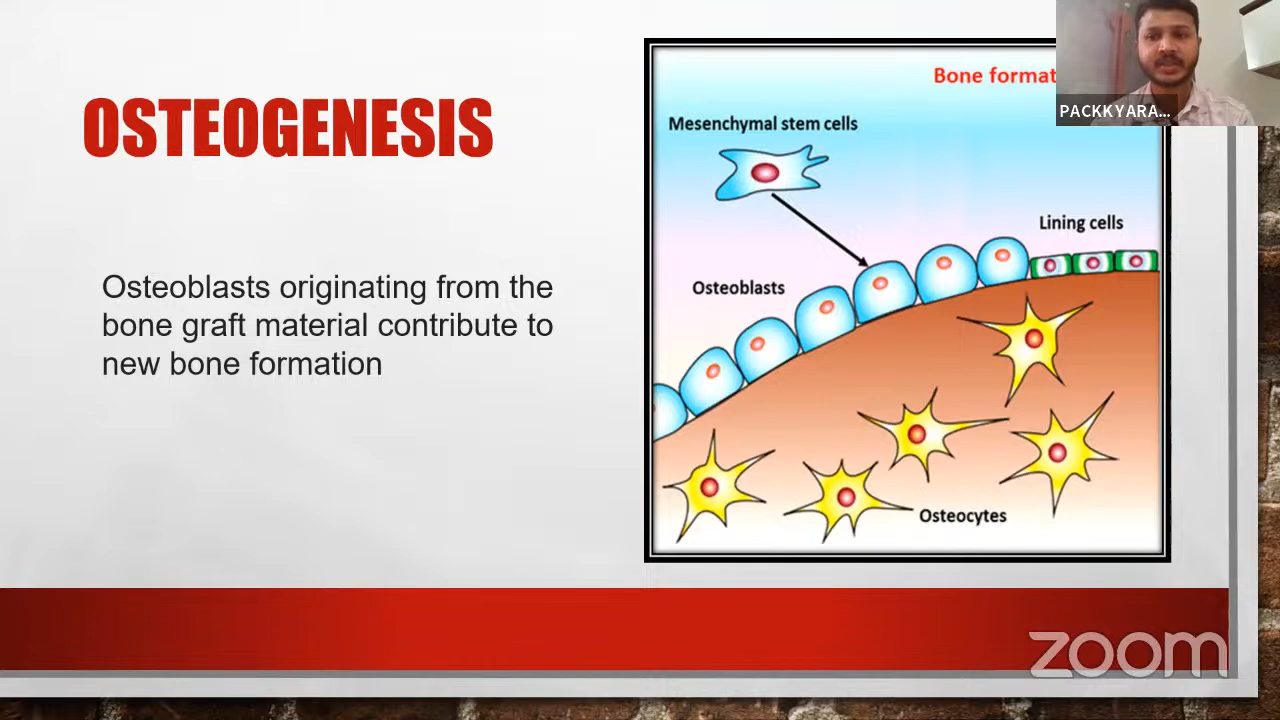 OSTEOGENESIS
Osteoblasts originating from the
bone graft material contribute to
new bone formation
Bone format
Mesenchymal stem cells
Lining cells
Osteoblasts
Osteocytes
PACKKYARA...
zoom